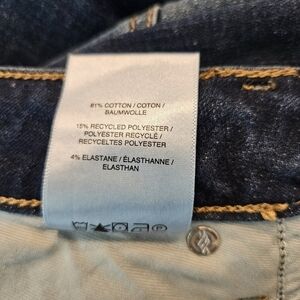 81% COTTON / COTON /
BAUMWOLLE
15% RECYCLED POLYESTER /
POLYESTER RECYCLÉ /
RECYCELTES POLYESTER
4% ELASTANE / ÉLASTHANNE /
ELASTHAN